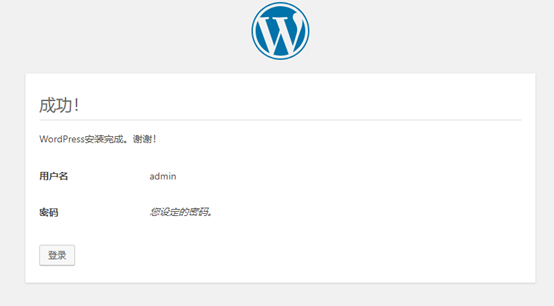 成功！
WordPress安装完成。谢谢！
用户名 admin
密码 您设定的密码。
登录